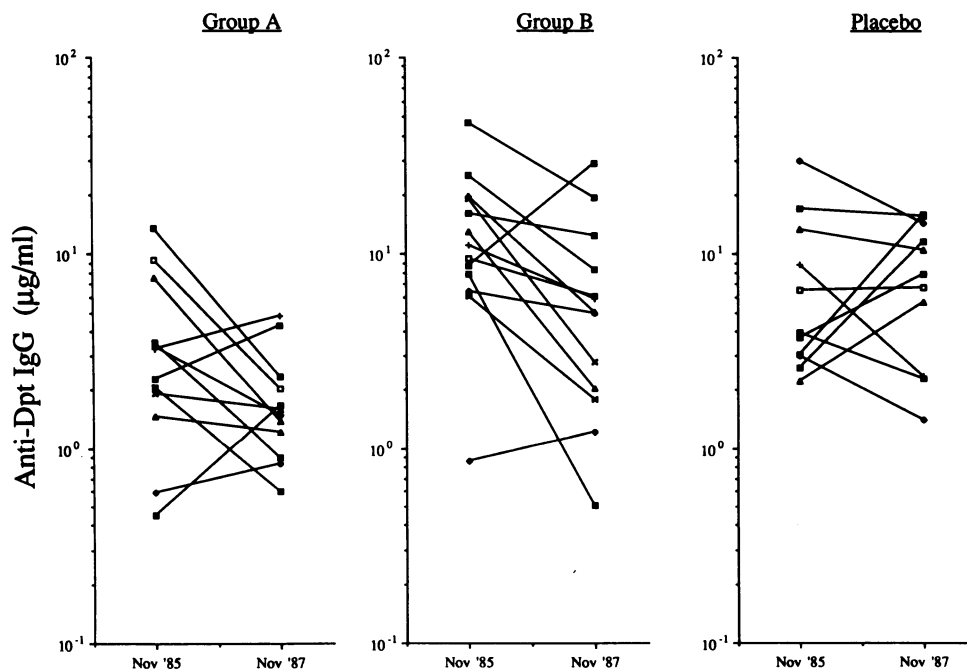 Group A
Group B
Placebo
Anti-Dpt IgG (µg/ml)
10²
10¹
10⁰
10⁻¹
Nov '85 Nov '87
10²
10¹
10⁰
10⁻¹
Nov '85 Nov '87
10²
10¹
10⁰
10⁻¹
Nov '85 Nov '87